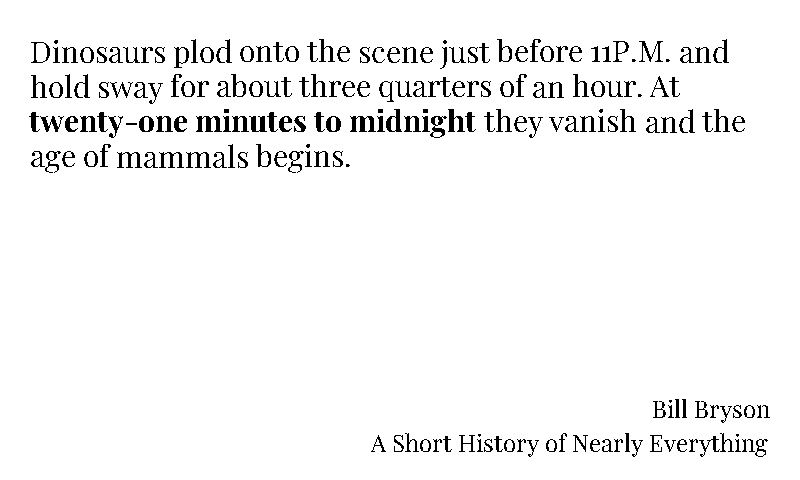 Dinosaurs plod onto the scene just before 11P.M. and
hold sway for about three quarters of an hour. At
twenty-one minutes to midnight they vanish and the
age of mammals begins.
Bill Bryson
A Short History of Nearly Everything